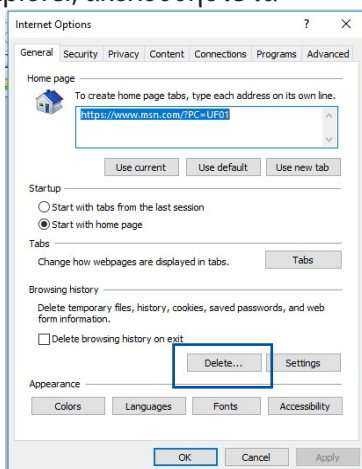 Internet Options ? X
General Security Privacy Content Connections Programs Advanced
Home page
To create home page tabs, type each address on its own line.
https://www.msn.com/?PC=UF01
Use current Use default Use new tab
Startup
Start with tabs from the last session
Start with home page
Tabs
Change how webpages are displayed in tabs. Tabs
Browsing history
Delete temporary files, history, cookies, saved passwords, and web
form information.
Delete browsing history on exit
Delete... Settings
Appearance
Colors Languages Fonts Accessibility
OK Cancel Apply